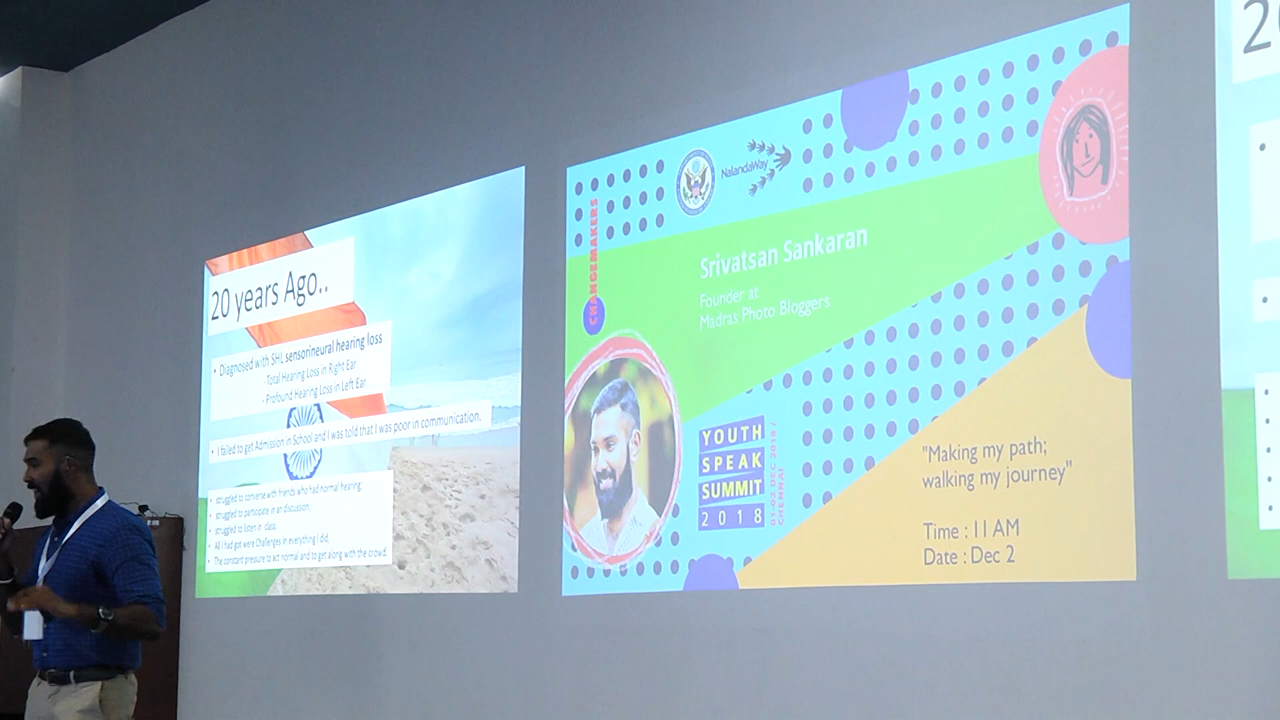 20 years Ago..
• Diagnosed with SHL sensorineural hearing loss
- Total Hearing Loss in Right Ear
- Profound Hearing Loss in Left Ear
• I failed to get Admission in School and I was told that I was poor in communication.
• struggled to converse with friends who had normal hearing.
• struggled to participate in an discussion.
• struggled to listen in class.
• All I had got were Challenges in everything I did.
• The constant pressure to act normal and to get along with the crowd.
CHANGEMAKERS
NalandaWay
Srivatsan Sankaran
Founder at
Madras Photo Bloggers
YOUTH
SPEAK
SUMMIT
2018
01-02 DEC 2018 /
CHENNAI
"Making my path;
walking my journey"
Time : 11 AM
Date : Dec 2